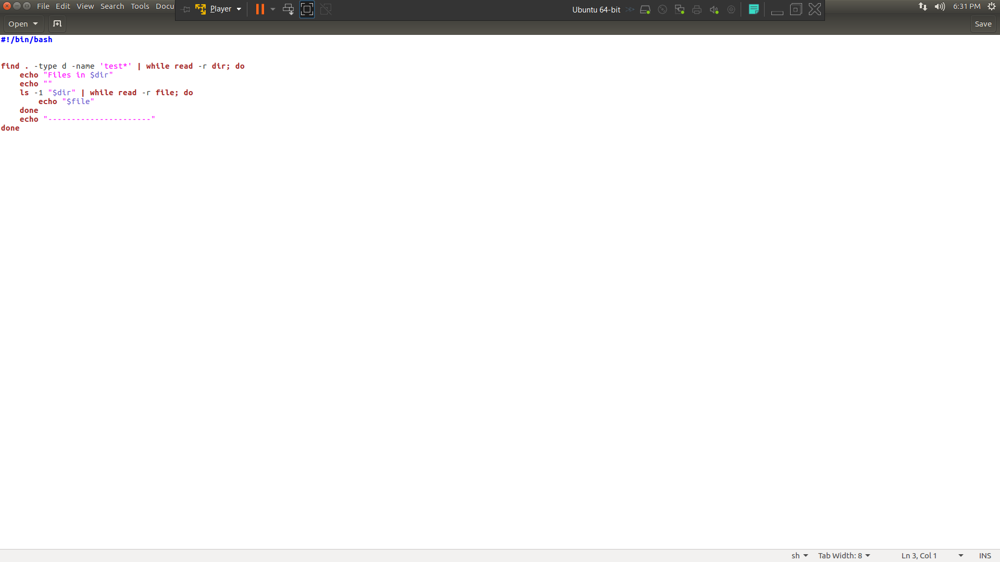 File Edit View Search Tools Docu
Player
Ubuntu 64-bit
6:31 PM
Open
Save
#!/bin/bash
find . -type d -name 'test*' | while read -r dir; do
    echo "Files in $dir"
    echo ""
    ls -1 "$dir" | while read -r file; do
        echo "$file"
    done
    echo "----------------------"
done
sh Tab Width: 8 Ln 3, Col 1 INS